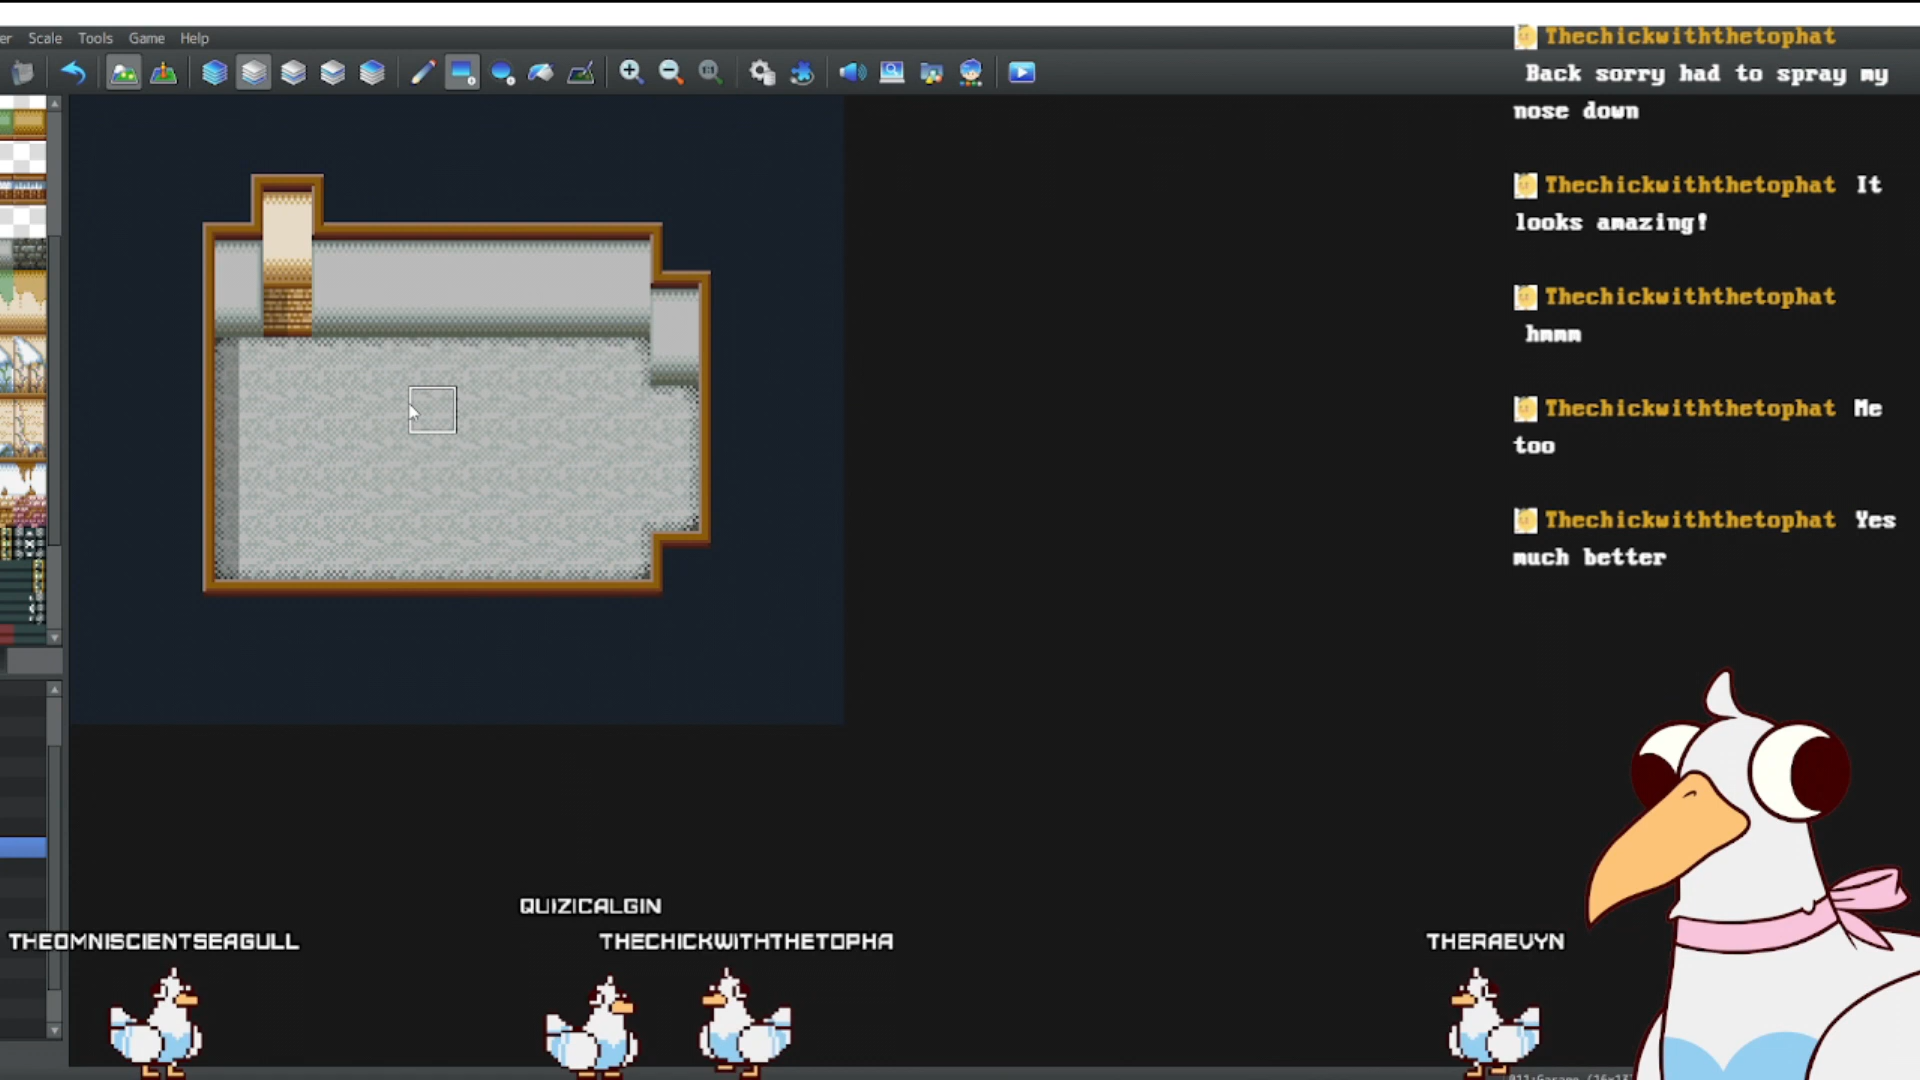 er Scale Tools Game Help
Thechickwiththetophat
Back sorry had to spray my
nose down
Thechickwiththetophat It
looks amazing!
Thechickwiththetophat
hmmm
Thechickwiththetophat Me
too
Thechickwiththetophat Yes
much better
QUIZICALGIN
THEOMNISCIENTSEAGULL
THECHICKWITHTHETOPHA
THERAEVYN